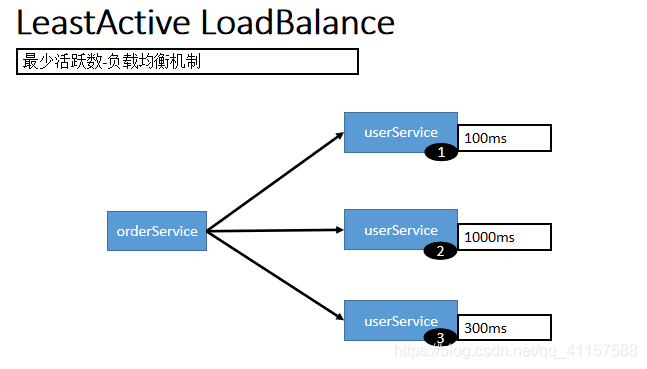 LeastActive LoadBalance
最少活跃数-负载均衡机制
userService
1
100ms
orderService
userService
2
1000ms
userService
3
300ms
https://blog.csdn.net/qq_41157588